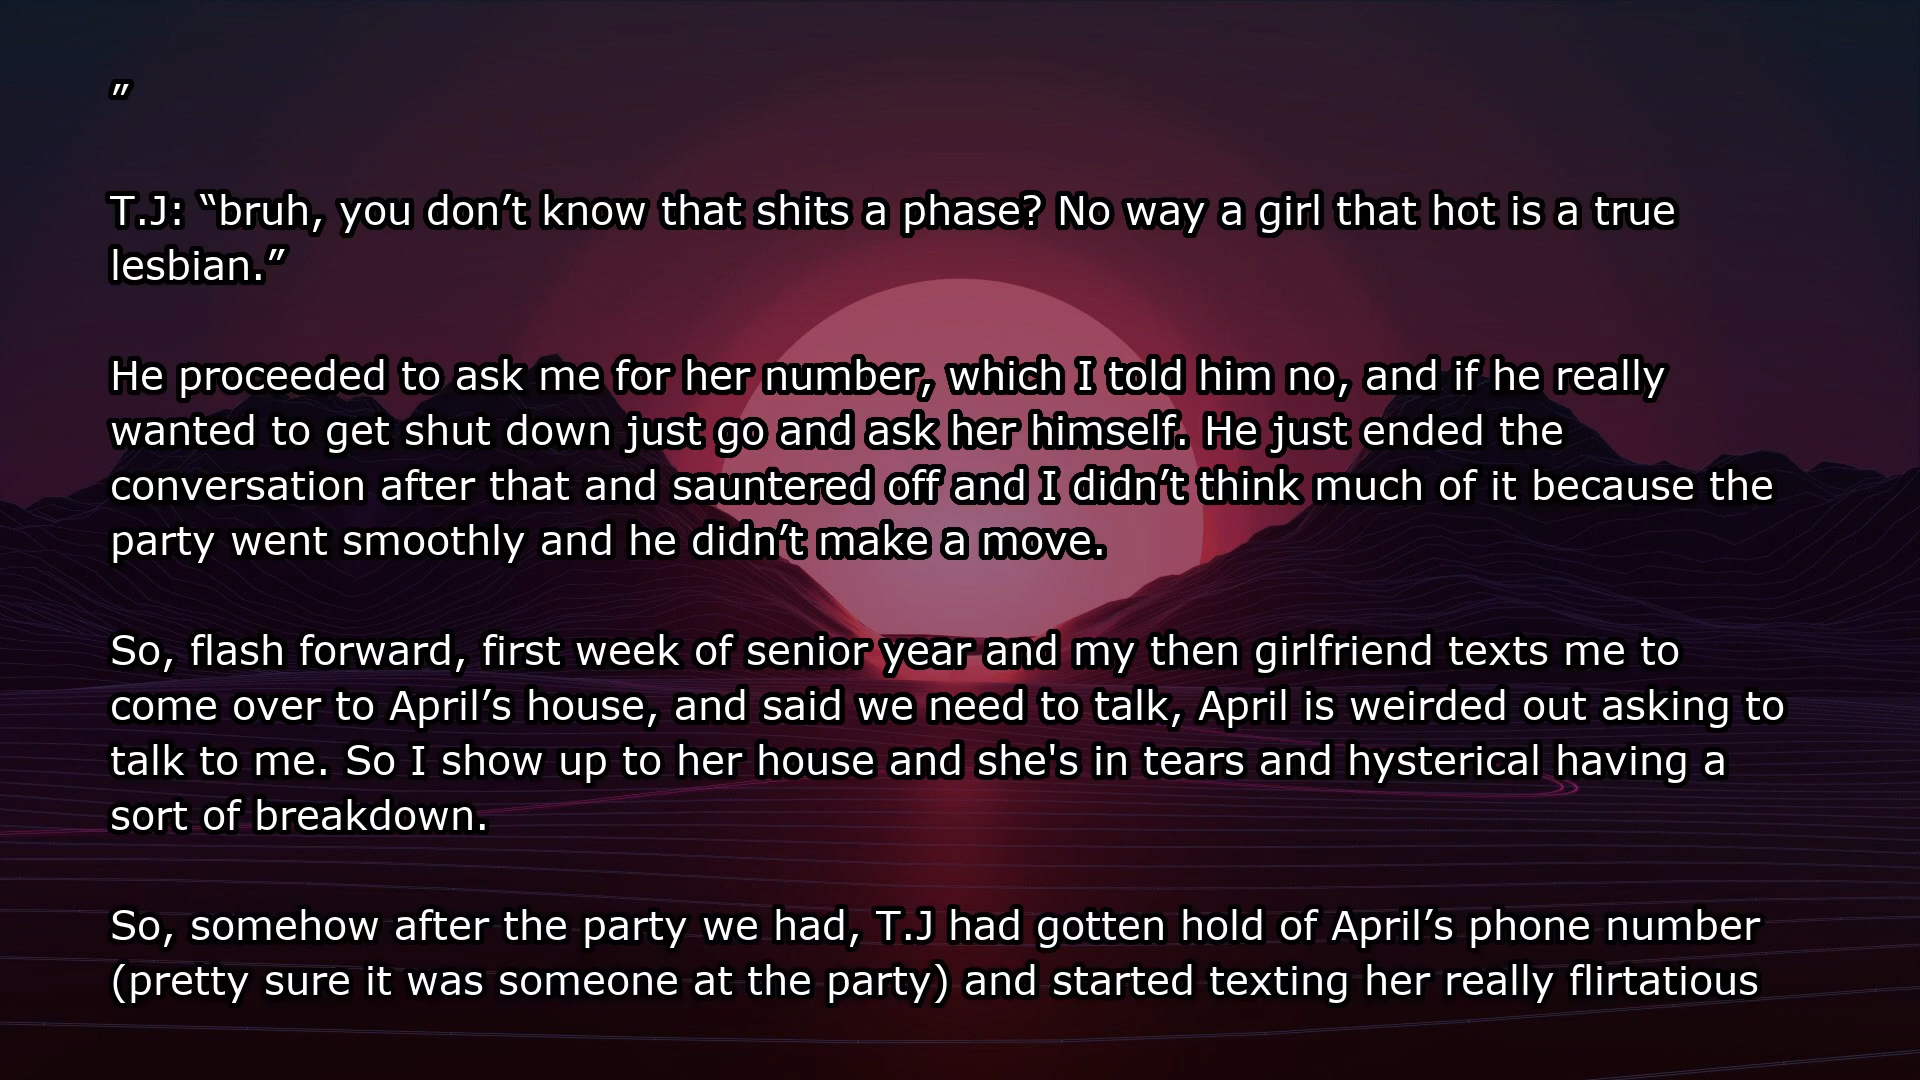 ”
T.J: “bruh, you don’t know that shits a phase? No way a girl that hot is a true
lesbian.”
He proceeded to ask me for her number, which I told him no, and if he really
wanted to get shut down just go and ask her himself. He just ended the
conversation after that and sauntered off and I didn’t think much of it because the
party went smoothly and he didn’t make a move.
So, flash forward, first week of senior year and my then girlfriend texts me to
come over to April’s house, and said we need to talk, April is weirded out asking to
talk to me. So I show up to her house and she's in tears and hysterical having a
sort of breakdown.
So, somehow after the party we had, T.J had gotten hold of April’s phone number
(pretty sure it was someone at the party) and started texting her really flirtatious